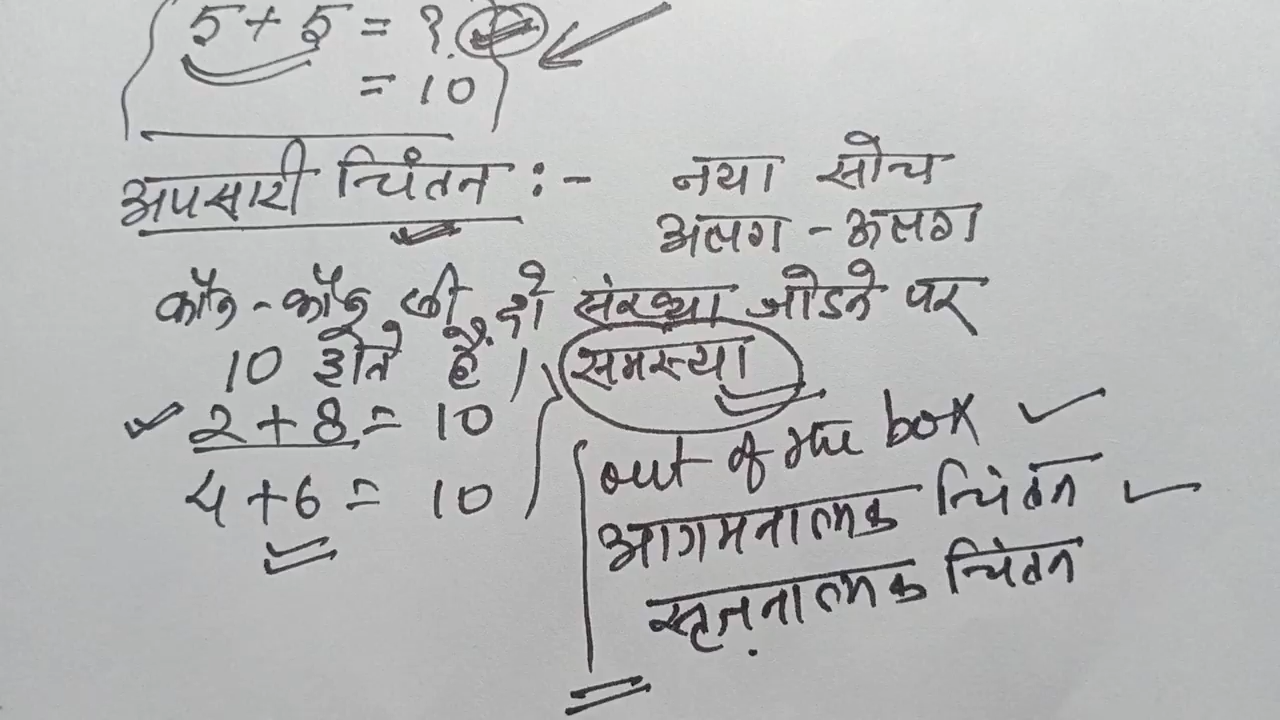 5 + 5 = ?
= 10
अपसारी चिंतन :- नया सोच
अलग - अलग
कौन - कौन सी दो संख्या जोडने पर
10 होते हैं।
समस्या
2 + 8 = 10
4 + 6 = 10
out of the box
आगमनात्मक चिंतन
सृजनात्मक चिंतन